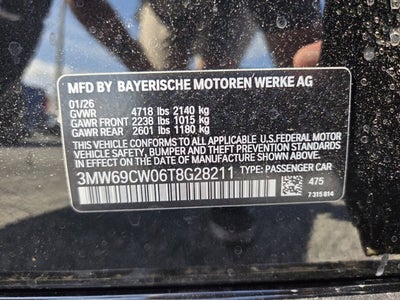 MFD BY BAYERISCHE MOTOREN WERKE AG
01/26
GVWR 4718 lbs 2140 kg
GAWR FRONT 2238 lbs 1015 kg
GAWR REAR 2601 lbs 1180 kg
THIS VEHICLE CONFORMS TO ALL APPLICABLE U.S.FEDERAL MOTOR
VEHICLE SAFETY, BUMPER, AND THEFT PREVENTION STANDARDS
IN EFFECT ON THE DATE OF MANUFACTURE SHOWN ABOVE.
3MW69CW06T8G28211 TYPE: PASSENGER CAR
475
7 315 814